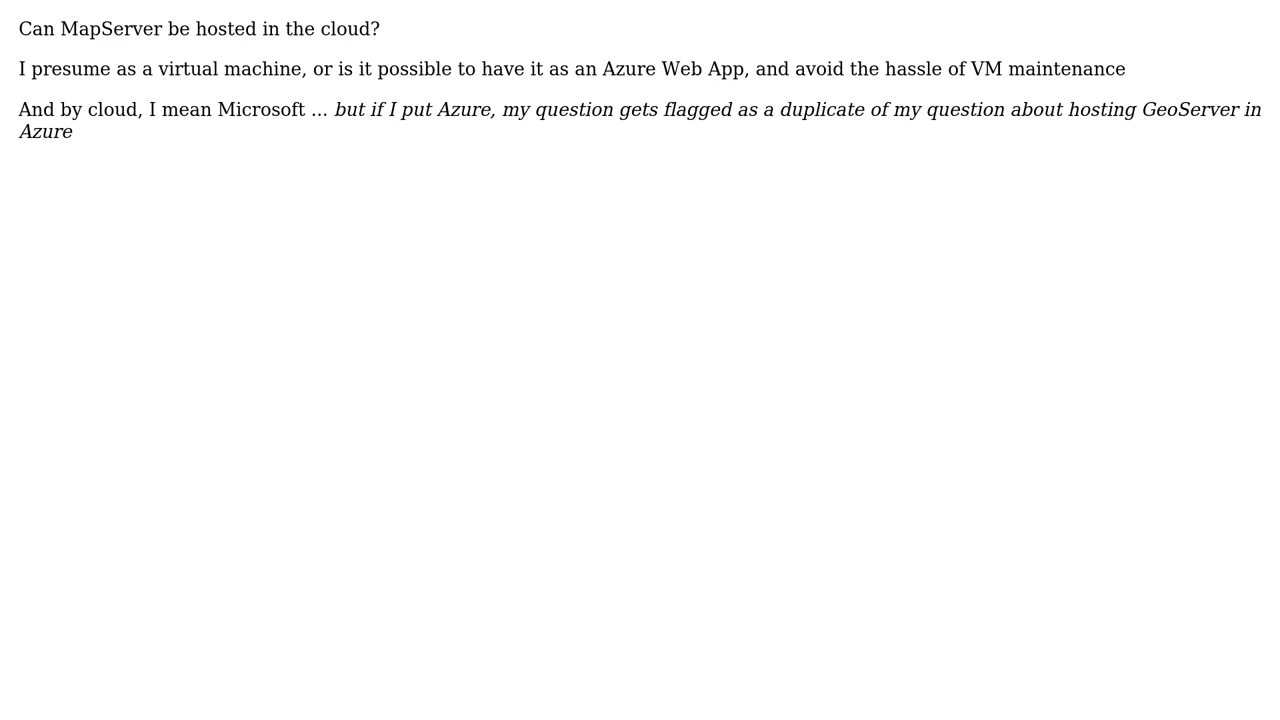 Can MapServer be hosted in the cloud?
I presume as a virtual machine, or is it possible to have it as an Azure Web App, and avoid the hassle of VM maintenance
And by cloud, I mean Microsoft ... but if I put Azure, my question gets flagged as a duplicate of my question about hosting GeoServer in
Azure